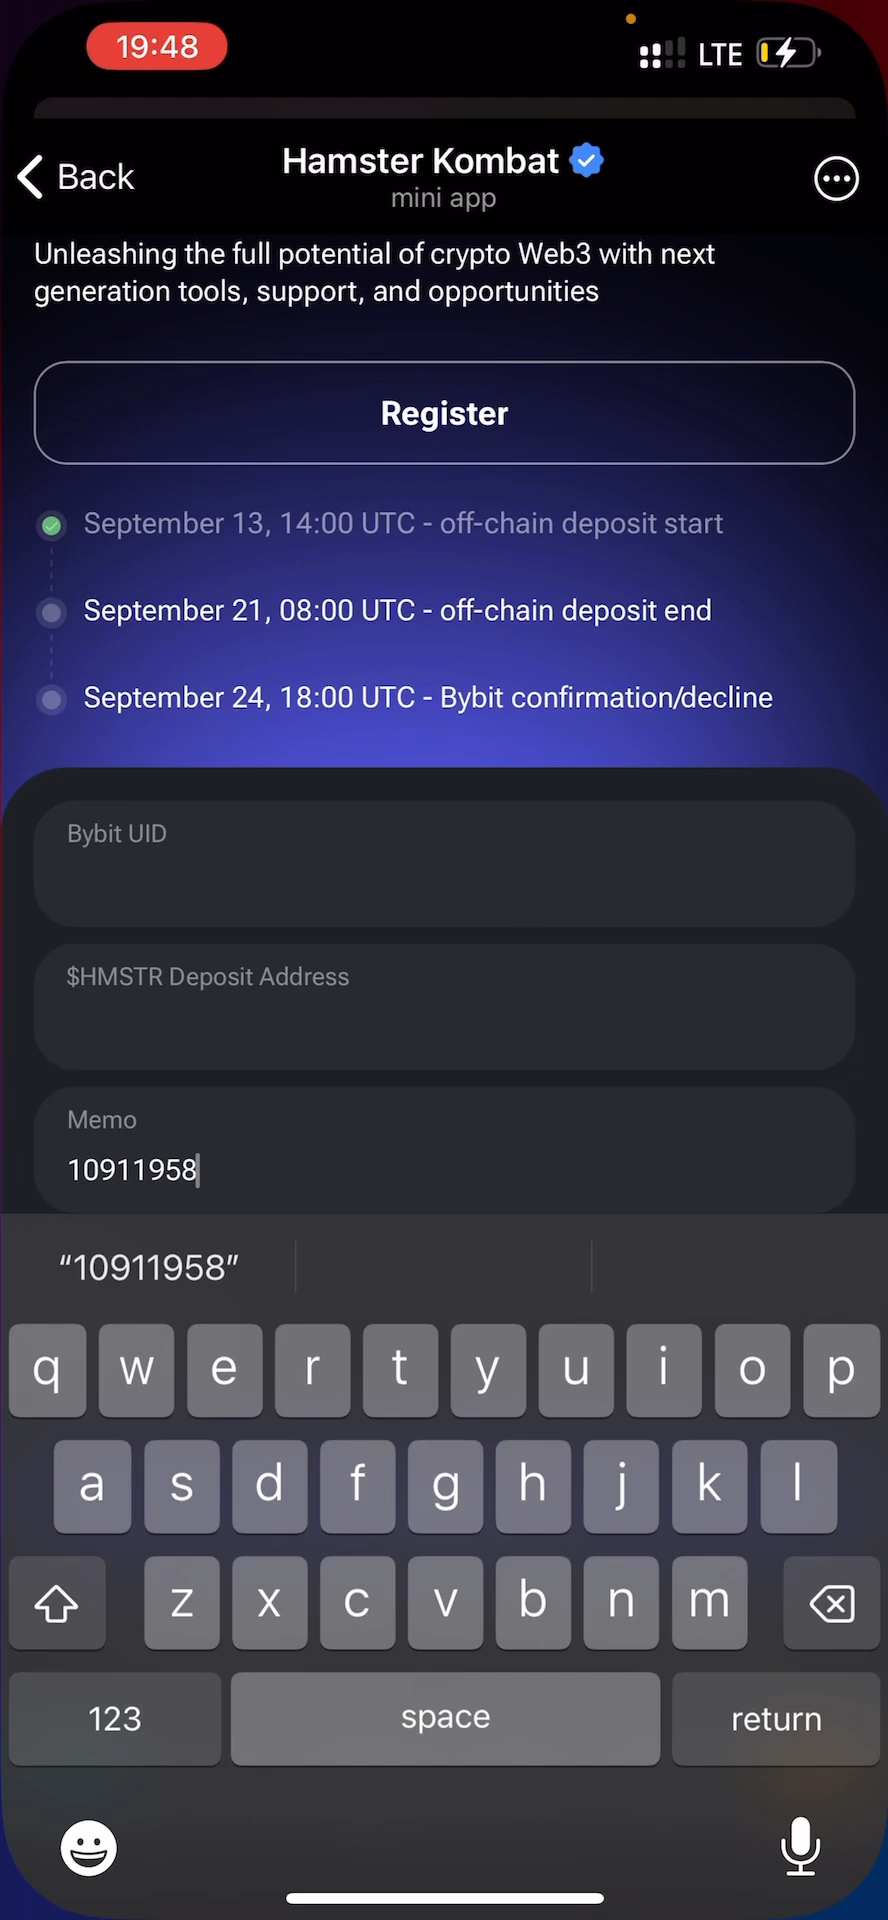 19:48
LTE
Back
Hamster Kombat
mini app
Unleashing the full potential of crypto Web3 with next
generation tools, support, and opportunities
Register
September 13, 14:00 UTC - off-chain deposit start
September 21, 08:00 UTC - off-chain deposit end
September 24, 18:00 UTC - Bybit confirmation/decline
Bybit UID
$HMSTR Deposit Address
Memo
10911958
“10911958”
q w e r t y u i o p
a s d f g h j k l
z x c v b n m
123 space return